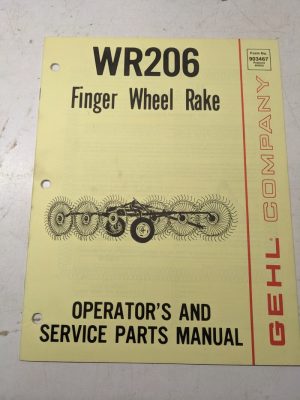 WR206
Finger Wheel Rake
Form No.
903467
GEHL COMPANY
OPERATOR'S AND
SERVICE PARTS MANUAL